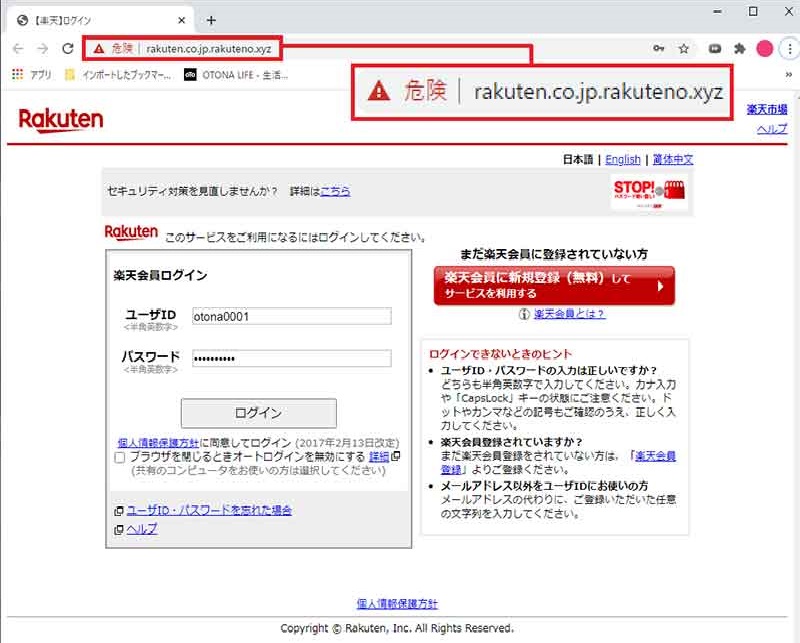 【楽天】ログイン
危険 rakuten.co.jp.rakuteno.xyz
アプリ インポートしたブックマー... OTONA LIFE - 生活...
危険 rakuten.co.jp.rakuteno.xyz
Rakuten
楽天市場
ヘルプ
日本語 | English | 简体中文
セキュリティ対策を見直しませんか？ 詳細はこちら
STOP!
Rakuten このサービスをご利用になるにはログインしてください。
楽天会員ログイン
ユーザID
<半角英数字>
otona0001
パスワード
<半角英数字>
••••••••••
ログイン
個人情報保護方針に同意してログイン (2017年2月13日改定)
ブラウザを閉じるときオートログインを無効にする 詳細
(共有のコンピュータをお使いの方は選択してください)
ユーザID・パスワードを忘れた場合
ヘルプ
まだ楽天会員に登録されていない方
楽天会員に新規登録（無料）して
サービスを利用する
楽天会員とは？
ログインできないときのヒント
• ユーザID・パスワードの入力は正しいですか？
どちらも半角英数字で入力してください。カナ入力
や「CapsLock」キーの状態にご注意ください。ド
ットやカンマなどの記号もご確認のうえ、正しく入
力してください。
• 楽天会員登録されていますか？
まだ楽天会員登録をされていない方は、「楽天会員
登録」よりご登録ください。
• メールアドレス以外をユーザIDにお使いの方
メールアドレスの代わりに、ご登録いただいた任意
の文字列を入力してください。
個人情報保護方針
Copyright © Rakuten, Inc. All Rights Reserved.